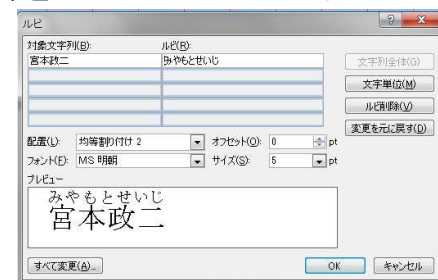 ルビ
対象文字列(B): ルビ(R):
宮本政二 みやもとせいじ
文字列全体(G)
文字単位(M)
ルビ削除(V)
変更を元に戻す(D)
配置(L): 均等割り付け 2 オフセット(O): 0 pt
フォント(F): MS 明朝 サイズ(S): 5 pt
プレビュー
みやもとせいじ
宮本政二
すべて変更(A)... OK キャンセル